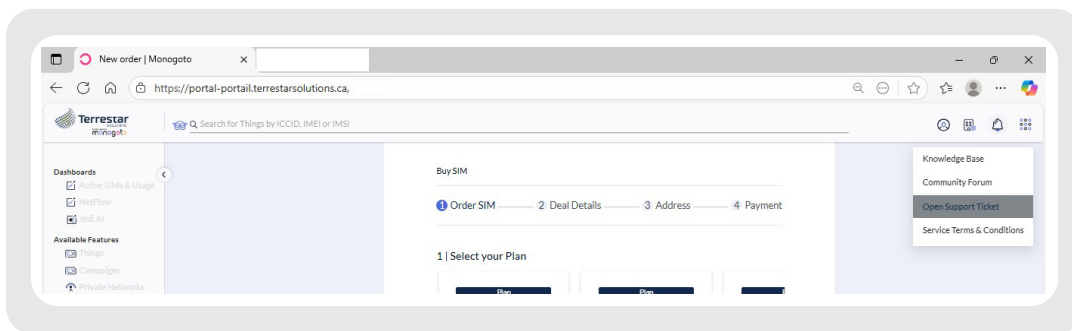 New order | Monogoto
https://portal-portail.terrestarsolutions.ca,
Terrestar
SOLUTIONS
monogoto
Search for Things by ICCID, IMEI or IMSI
Dashboards
Active SIMs & Usage
NetFlow
Jedi AI
Available Features
Things
Campaigns
Private Networks
Buy SIM
1 Order SIM 2 Deal Details 3 Address 4 Payment
1 | Select your Plan
Plan Plan
Knowledge Base
Community Forum
Open Support Ticket
Service Terms & Conditions